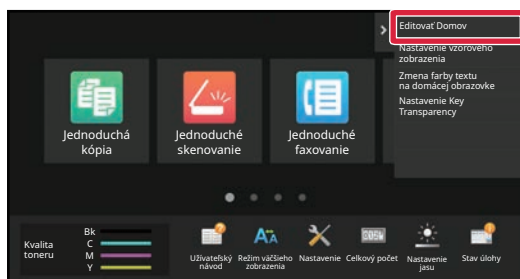 Editovať Domov
Nastavenie vzorového
zobrazenia
Zmena farby textu
na domácej obrazovke
Nastavenie Key
Transparency
Jednoduchá
kópia
Jednoduché
skenovanie
Jednoduché
faxovanie
Kvalita
toneru
Bk
C
M
Y
Užívateľský
návod
Režim väčšieho
zobrazenia
Nastavenie
Celkový počet
Nastavenie
jasu
Stav úlohy